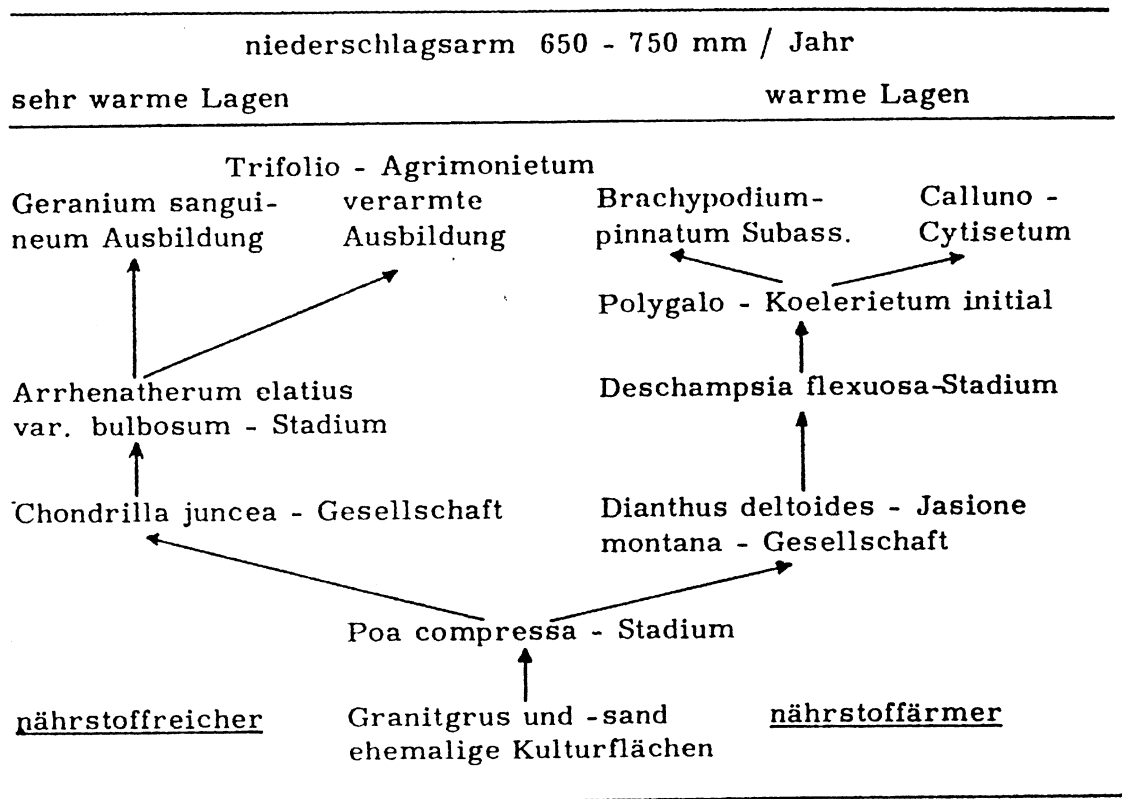 niederschlagsarm 650 - 750 mm / Jahr
sehr warme Lagen warme Lagen
Trifolio - Agrimonietum
Geranium sangui- verarmte Brachypodium- Calluno -
neum Ausbildung Ausbildung pinnatum Subass. Cytisetum
Polygalo - Koelerietum initial
Arrhenatherum elatius Deschampsia flexuosa-Stadium
var. bulbosum - Stadium
Chondrilla juncea - Gesellschaft Dianthus deltoides - Jasione
montana - Gesellschaft
Poa compressa - Stadium
nährstoffreicher Granitgrus und -sand nährstoffärmer
ehemalige Kulturflächen